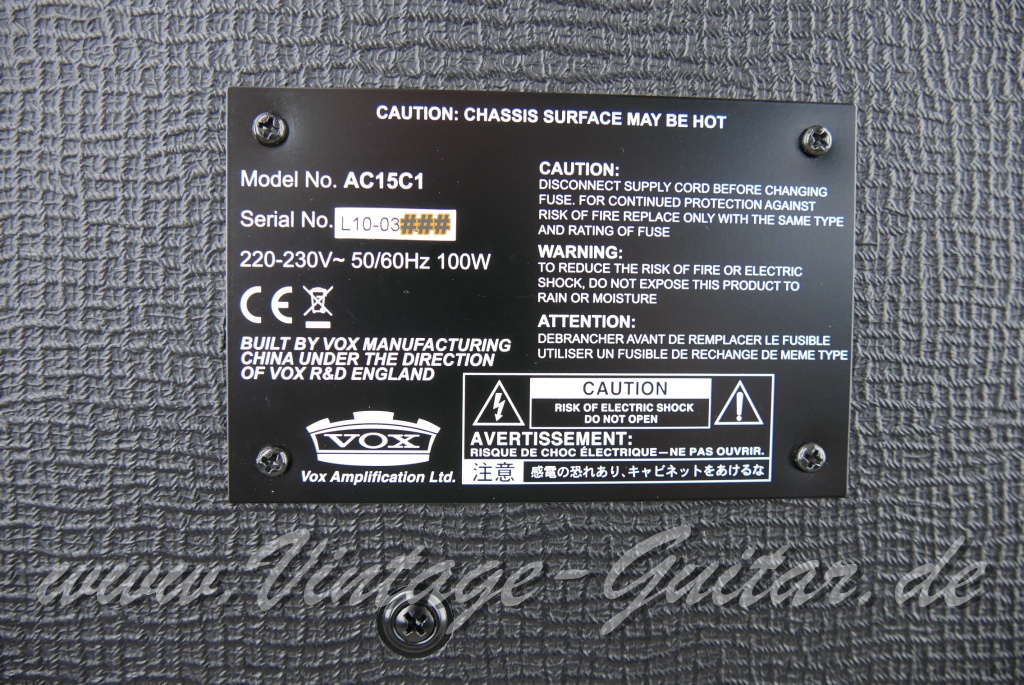 CAUTION: CHASSIS SURFACE MAY BE HOT
Model No. AC15C1
Serial No. L10-03###
220-230V~ 50/60Hz 100W
CE
BUILT BY VOX MANUFACTURING
CHINA UNDER THE DIRECTION
OF VOX R&D ENGLAND
VOX
Vox Amplification Ltd.
CAUTION:
DISCONNECT SUPPLY CORD BEFORE CHANGING
FUSE. FOR CONTINUED PROTECTION AGAINST
RISK OF FIRE REPLACE ONLY WITH THE SAME TYPE
AND RATING OF FUSE
WARNING:
TO REDUCE THE RISK OF FIRE OR ELECTRIC
SHOCK, DO NOT EXPOSE THIS PRODUCT TO
RAIN OR MOISTURE
ATTENTION:
DEBRANCHER AVANT DE REMPLACER LE FUSIBLE
UTILISER UN FUSIBLE DE RECHANGE DE MEME TYPE
CAUTION
RISK OF ELECTRIC SHOCK
DO NOT OPEN
AVERTISSEMENT:
RISQUE DE CHOC ÉLECTRIQUE—NE PAS OUVRIR.
注意 感電の恐れあり、キャビネットをあけるな
www.Vintage-Guitar.de